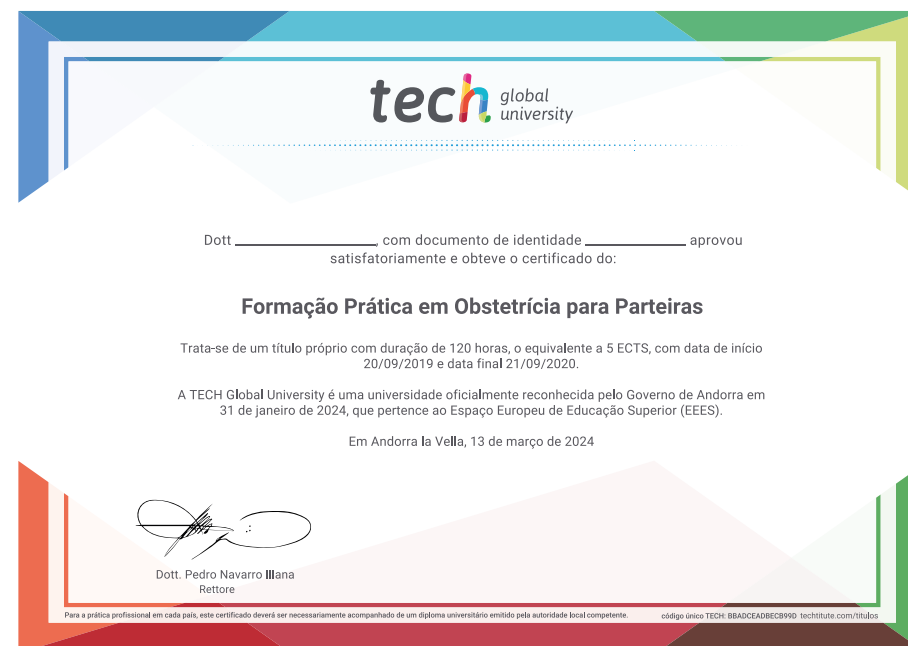 tech global
university
Dott ____________________, com documento de identidade ______________ aprovou
satisfatoriamente e obteve o certificado do:
Formação Prática em Obstetrícia para Parteiras
Trata-se de um título próprio com duração de 120 horas, o equivalente a 5 ECTS, com data de início
20/09/2019 e data final 21/09/2020.
A TECH Global University é uma universidade oficialmente reconhecida pelo Governo de Andorra em
31 de janeiro de 2024, que pertence ao Espaço Europeu de Educação Superior (EEES).
Em Andorra la Vella, 13 de março de 2024
Dott. Pedro Navarro Illana
Rettore
Para a prática profissional em cada país, este certificado deverá ser necessariamente acompanhado de um diploma universitário emitido pela autoridade local competente. código único TECH: BBADCEADBECB99D techtitute.com/titulos